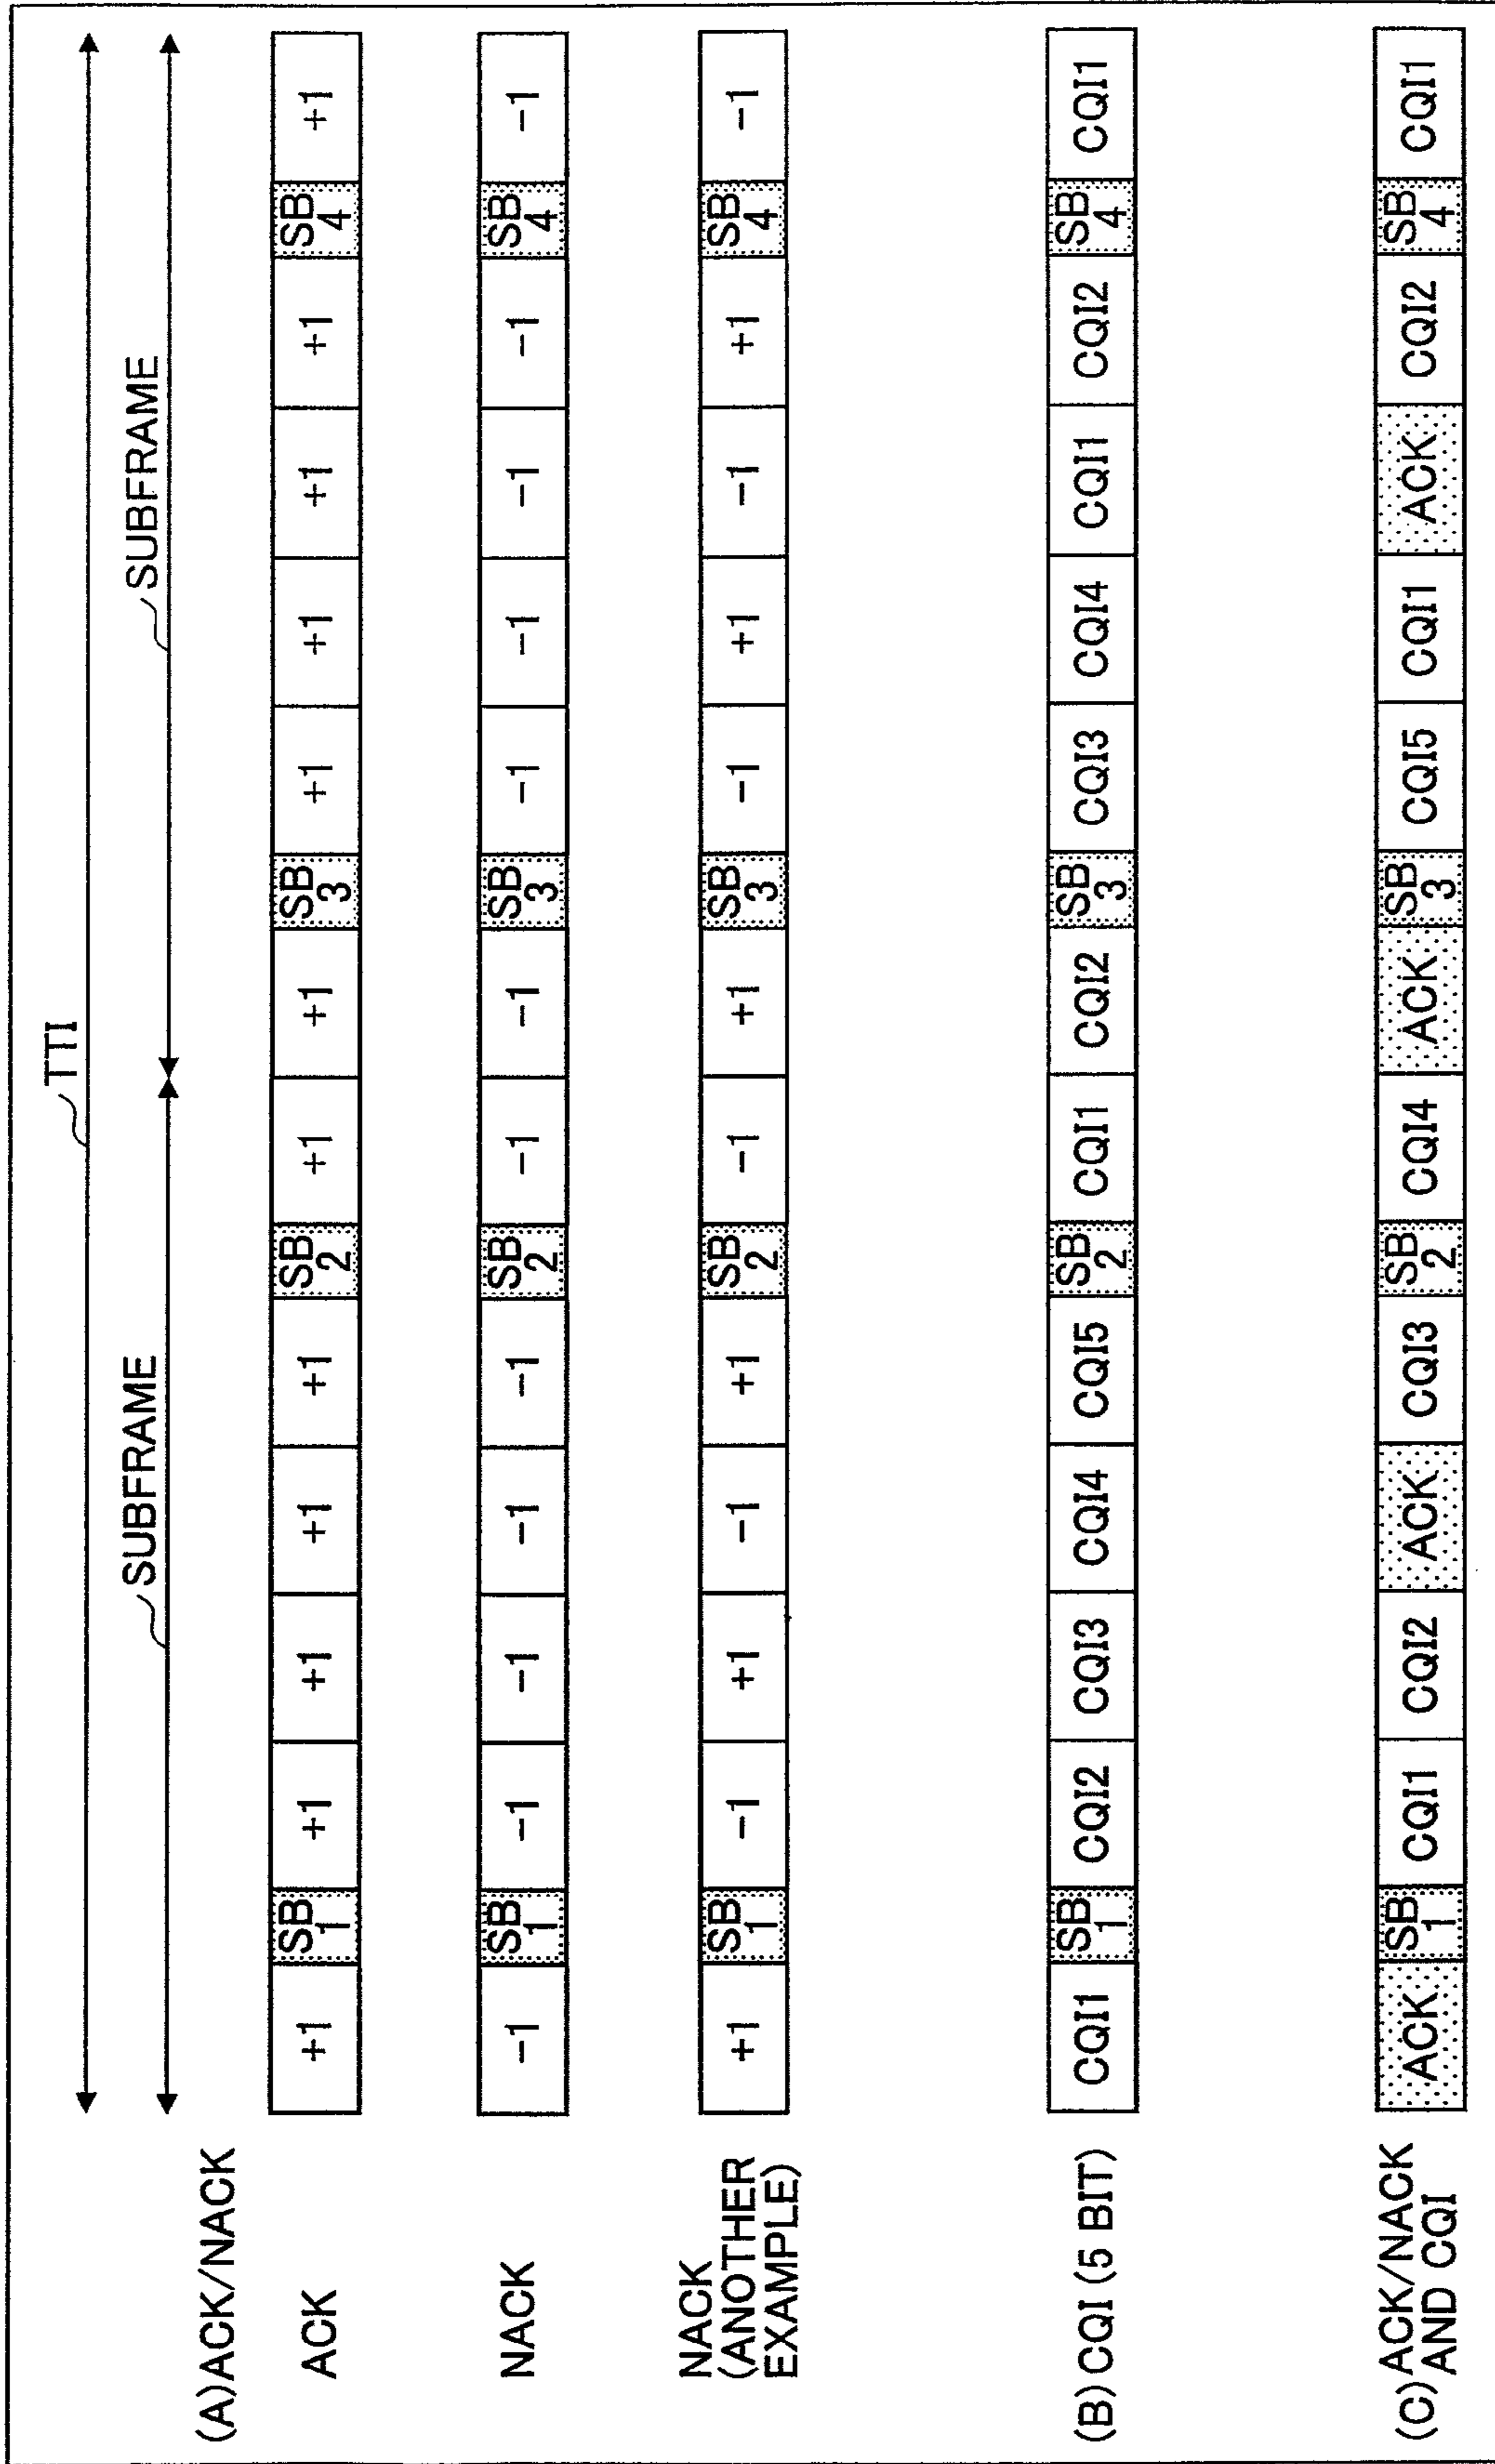 TTI
SUBFRAME SUBFRAME
(A) ACK/NACK
ACK +1 SB1 +1 +1 +1 +1 SB2 +1 +1 SB3 +1 +1 +1 +1 SB4 +1
NACK -1 SB1 -1 -1 -1 -1 SB2 -1 -1 SB3 -1 -1 -1 -1 SB4 -1
NACK
(ANOTHER
EXAMPLE) +1 SB1 -1 +1 -1 +1 SB2 -1 +1 SB3 -1 +1 -1 +1 SB4 -1
(B) CQI (5 BIT) CQI1 SB1 CQI2 CQI3 CQI4 CQI5 SB2 CQI1 CQI2 SB3 CQI3 CQI4 CQI1 CQI2 SB4 CQI1
(C) ACK/NACK
AND CQI ACK SB1 CQI1 CQI2 ACK CQI3 SB2 CQI4 ACK SB3 CQI5 CQI1 ACK CQI2 SB4 CQI1